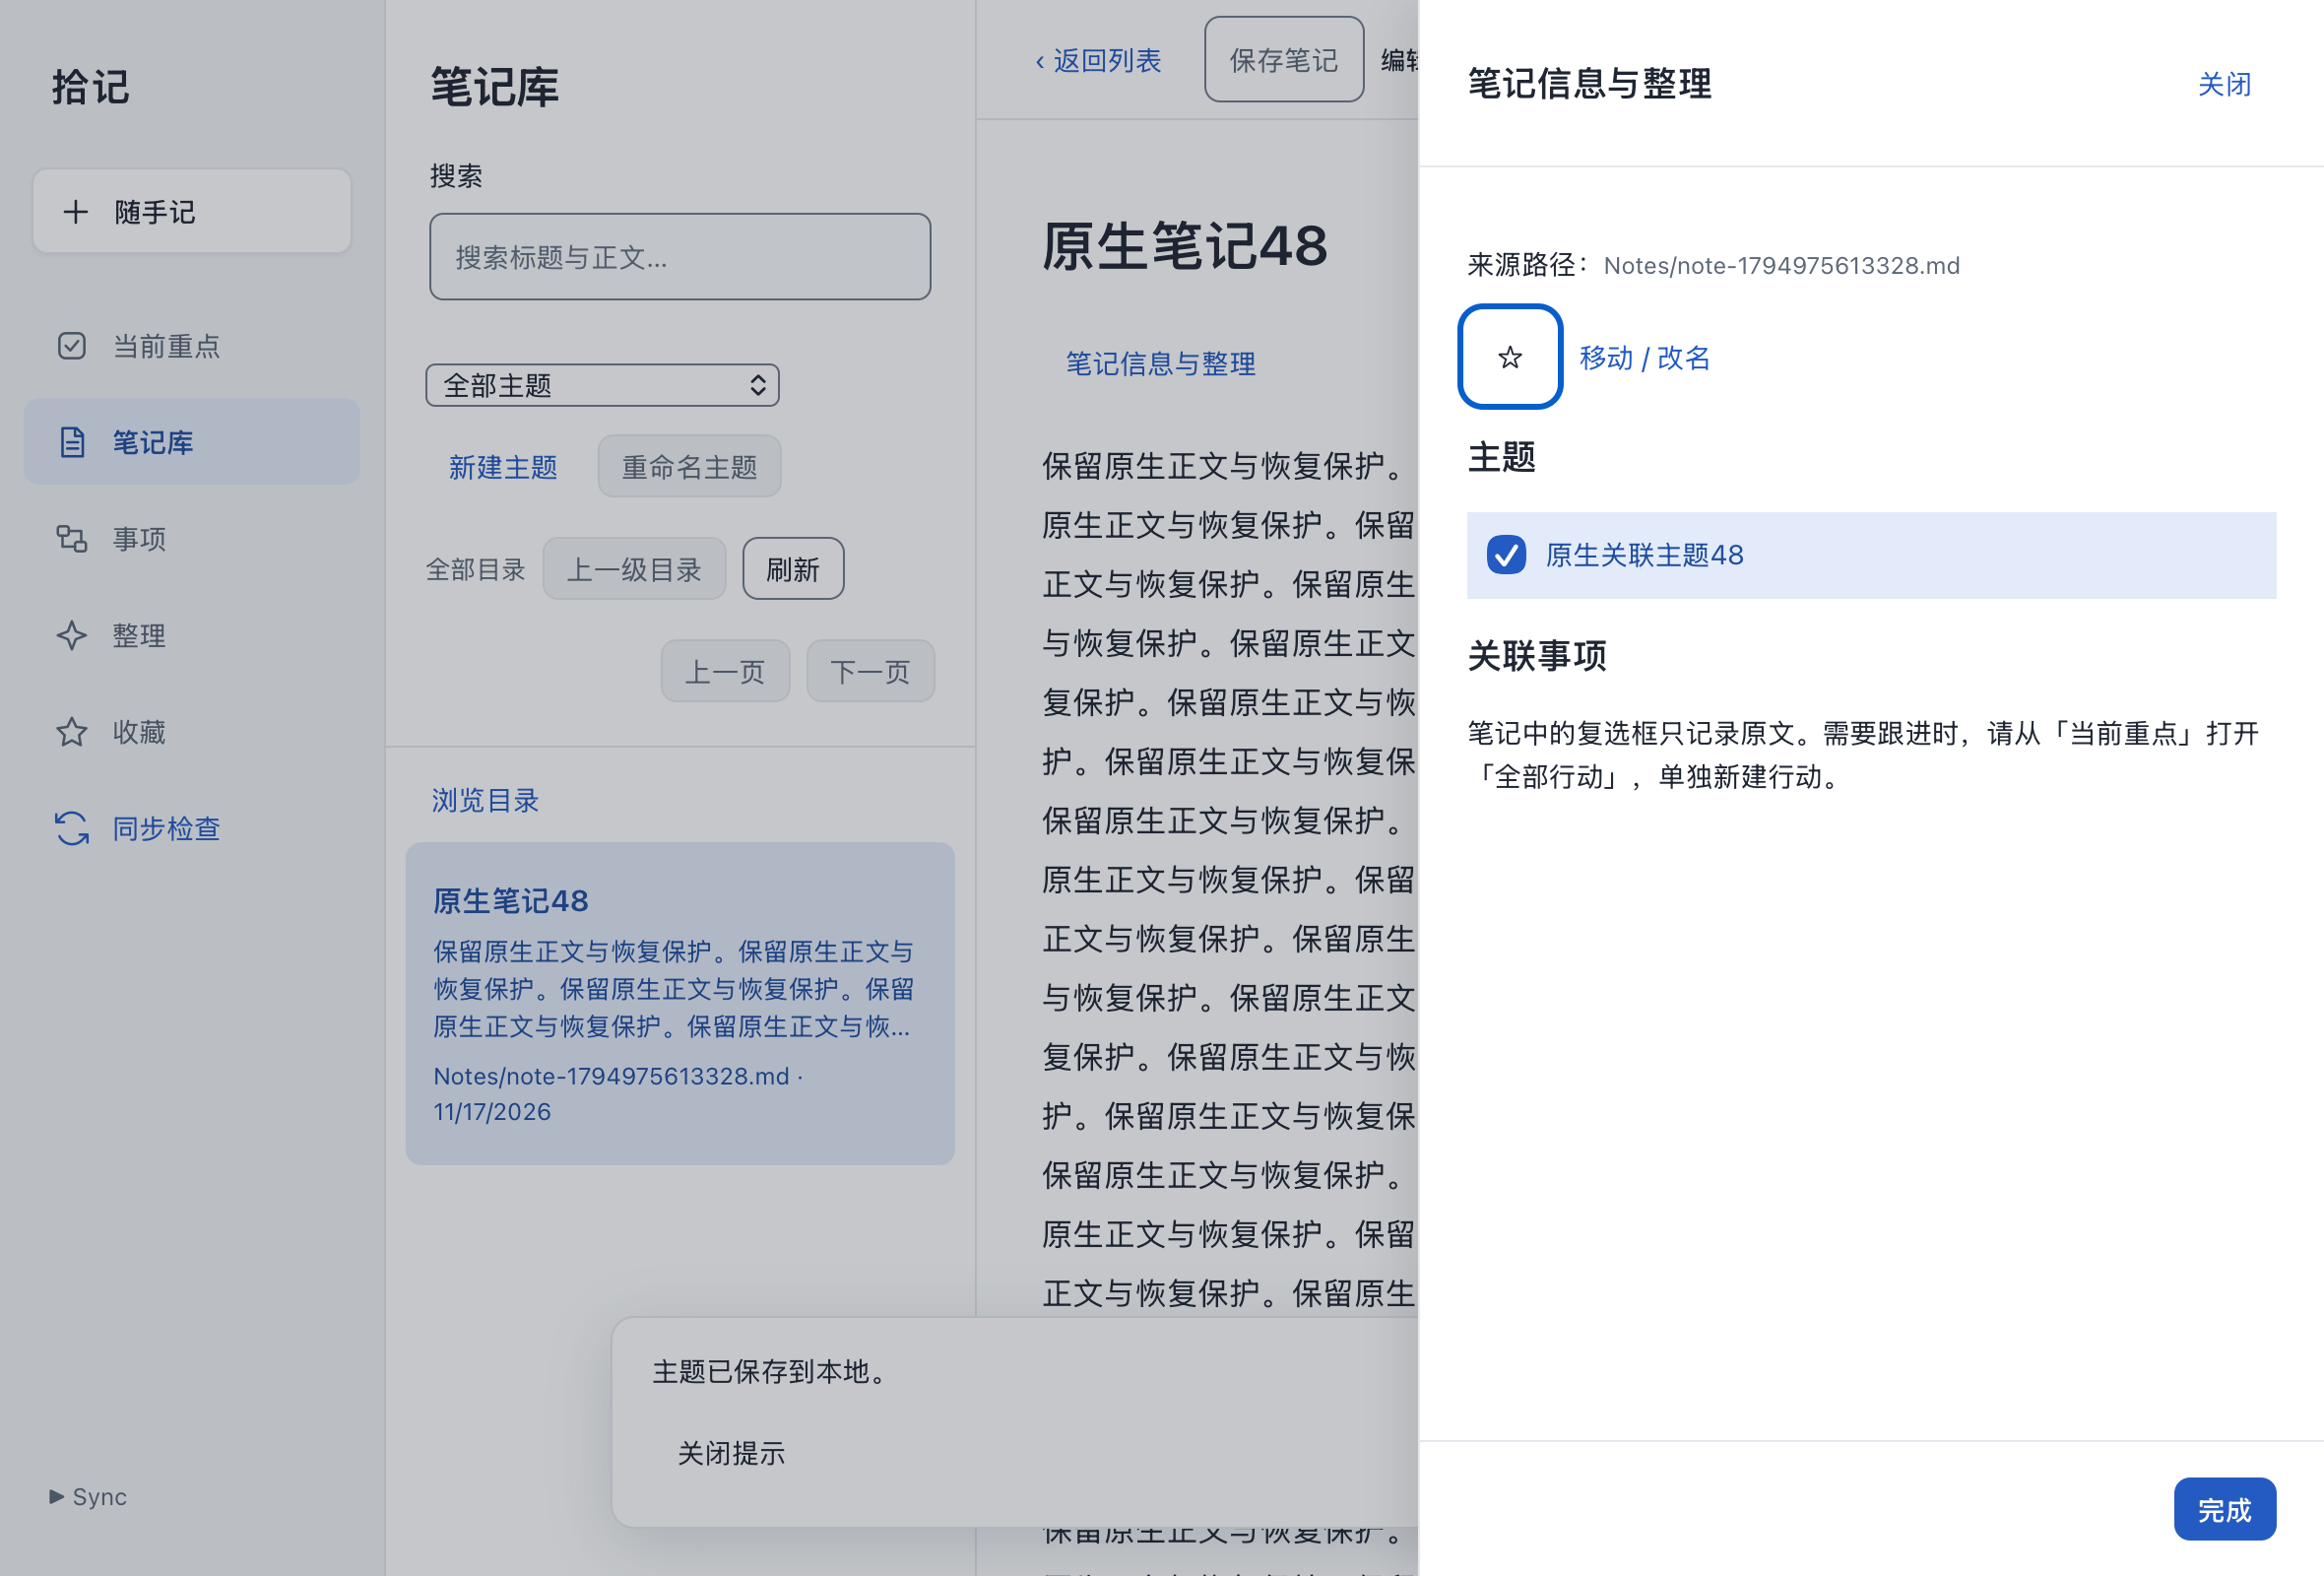 拾记
随手记
当前重点
笔记库
事项
整理
收藏
同步检查
Sync
笔记库
搜索
搜索标题与正文...
全部主题
新建主题
重命名主题
全部目录
上一级目录
刷新
上一页
下一页
浏览目录
原生笔记48
保留原生正文与恢复保护。保留原生正文与
恢复保护。保留原生正文与恢复保护。保留
原生正文与恢复保护。保留原生正文与恢...
Notes/note-1794975613328.md ·
11/17/2026
‹ 返回列表
保存笔记
编辑
原生笔记48
笔记信息与整理
保留原生正文与恢复保护。
原生正文与恢复保护。保留
正文与恢复保护。保留原生
与恢复保护。保留原生正文
复保护。保留原生正文与恢
护。保留原生正文与恢复保
保留原生正文与恢复保护。
原生正文与恢复保护。保留
正文与恢复保护。保留原生
与恢复保护。保留原生正文
复保护。保留原生正文与恢
护。保留原生正文与恢复保
保留原生正文与恢复保护。
原生正文与恢复保护。保留
正文与恢复保护。保留原生
主题已保存到本地。
关闭提示
保留原生正文与恢复保护。
笔记信息与整理
关闭
来源路径：Notes/note-1794975613328.md
移动 / 改名
主题
原生关联主题48
关联事项
笔记中的复选框只记录原文。需要跟进时，请从「当前重点」打开
「全部行动」，单独新建行动。
完成